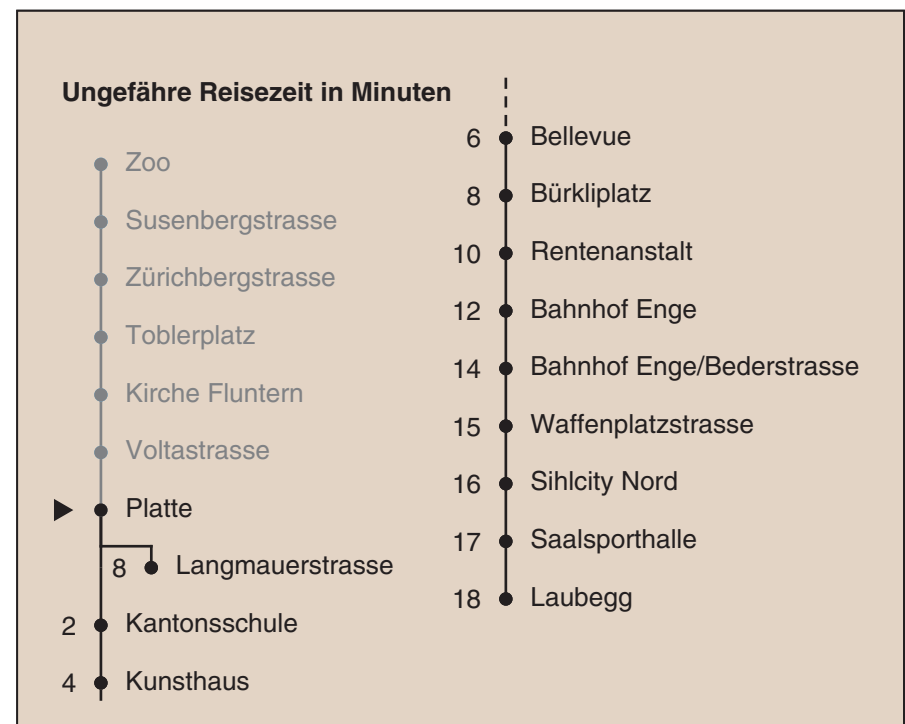 Ungefähre Reisezeit in Minuten
Zoo
Susenbergstrasse
Zürichbergstrasse
Toblerplatz
Kirche Fluntern
Voltastrasse
Platte
8 Langmauerstrasse
2 Kantonsschule
4 Kunsthaus
6 Bellevue
8 Bürkliplatz
10 Rentenanstalt
12 Bahnhof Enge
14 Bahnhof Enge/Bederstrasse
15 Waffenplatzstrasse
16 Sihlcity Nord
17 Saalsporthalle
18 Laubegg